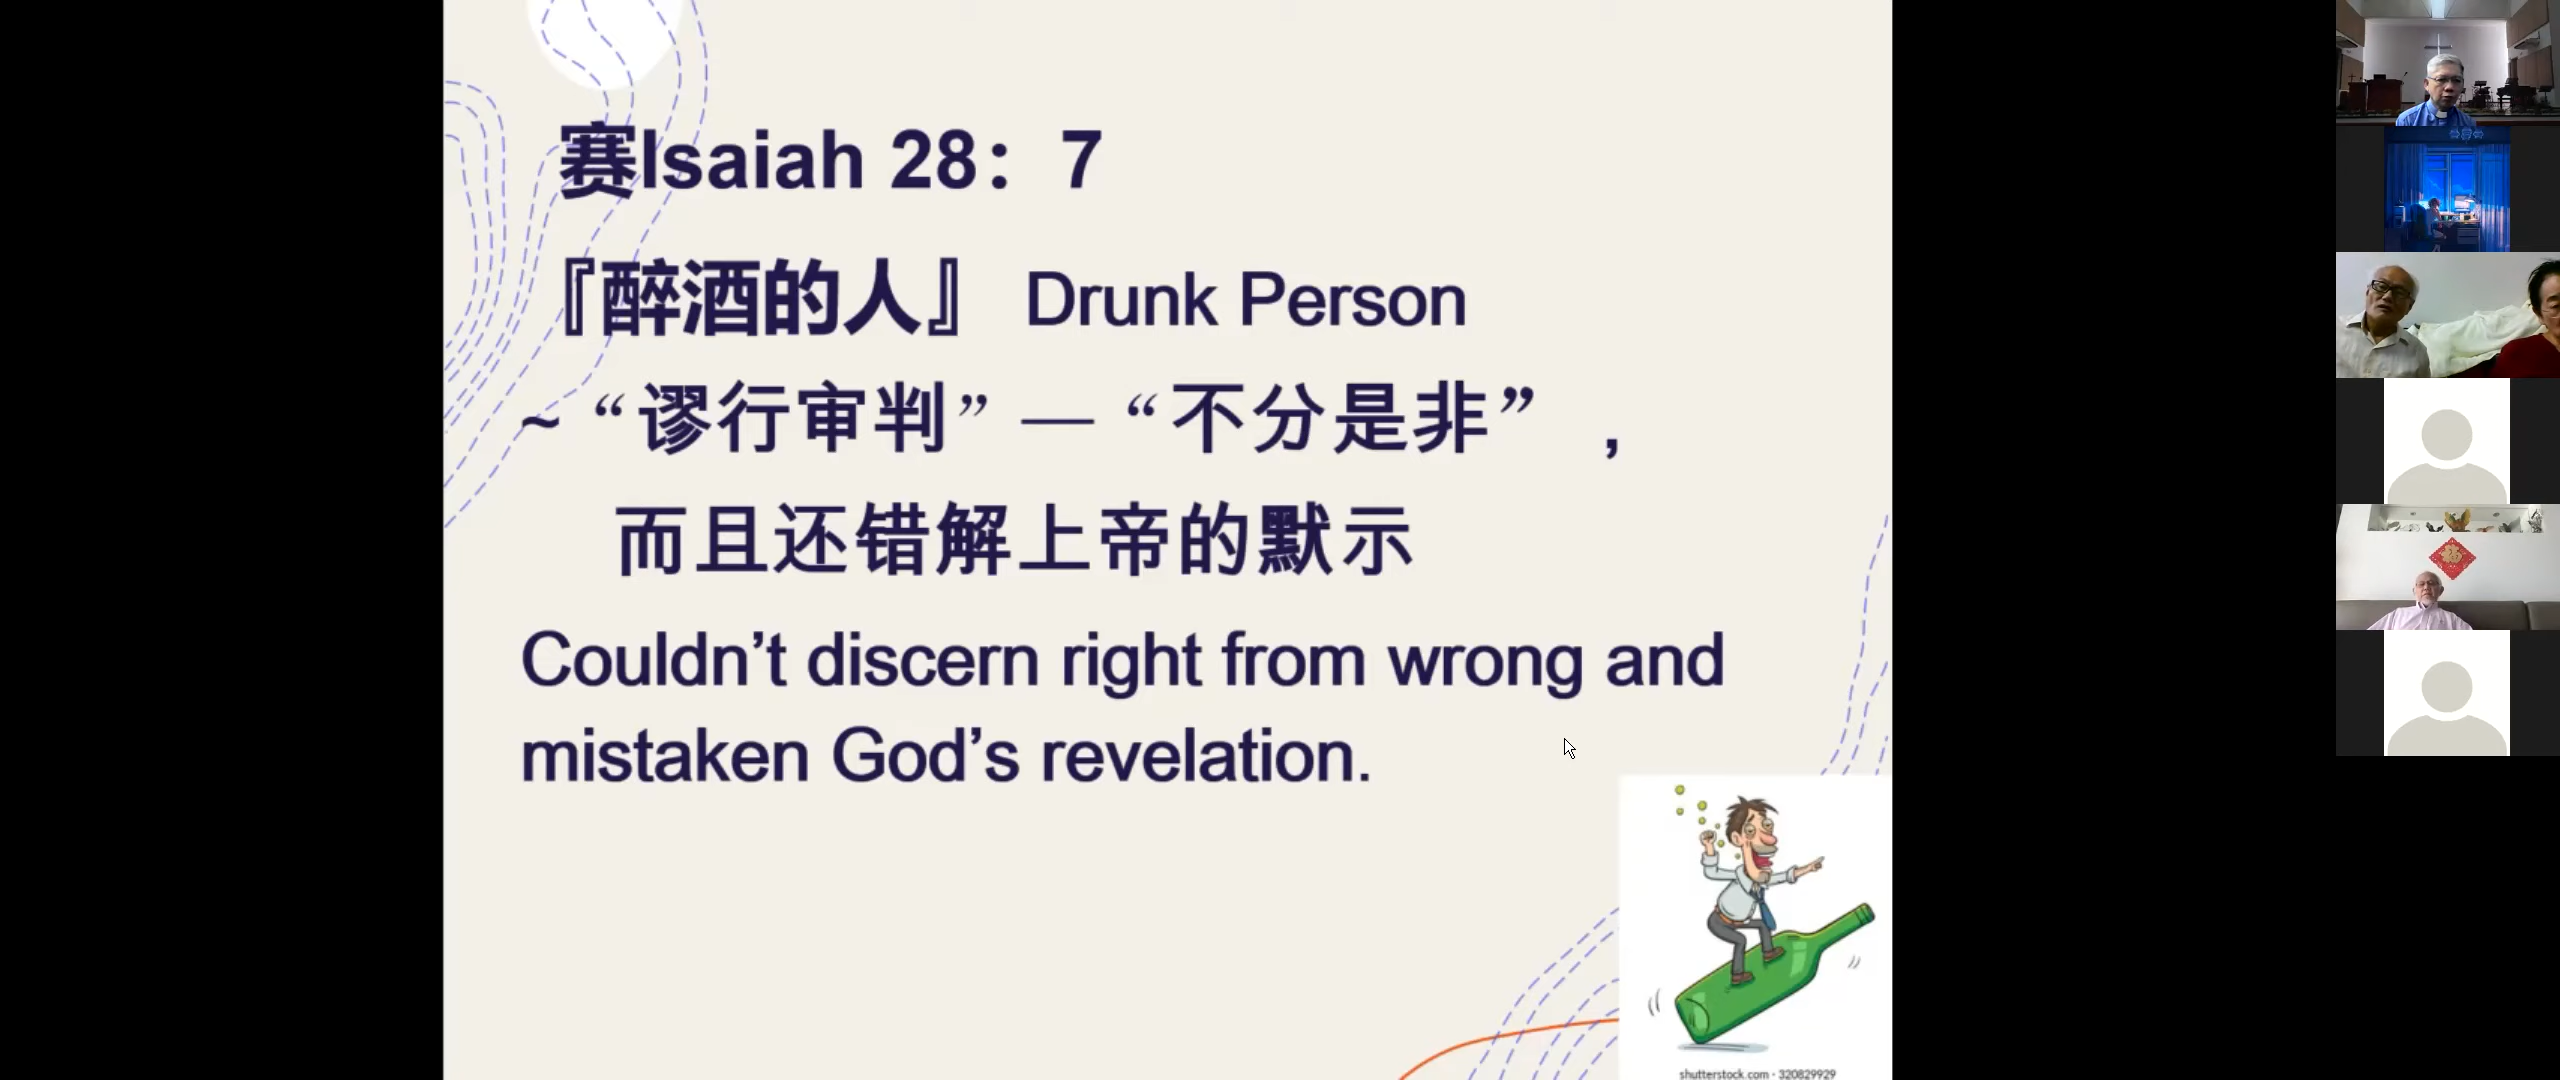 赛Isaiah 28：7
『醉酒的人』 Drunk Person
~“谬行审判”—“不分是非”，
而且还错解上帝的默示
Couldn’t discern right from wrong and
mistaken God’s revelation.
shutterstock.com · 320829929
福